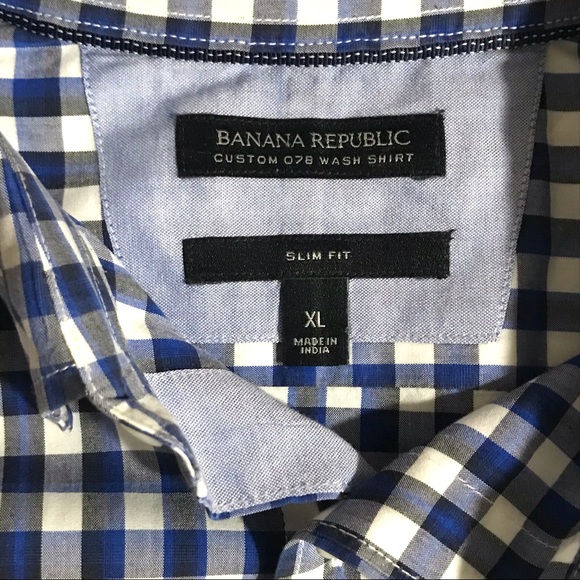 BANANA REPUBLIC
CUSTOM 078 WASH SHIRT
SLIM FIT
XL
MADE IN
INDIA